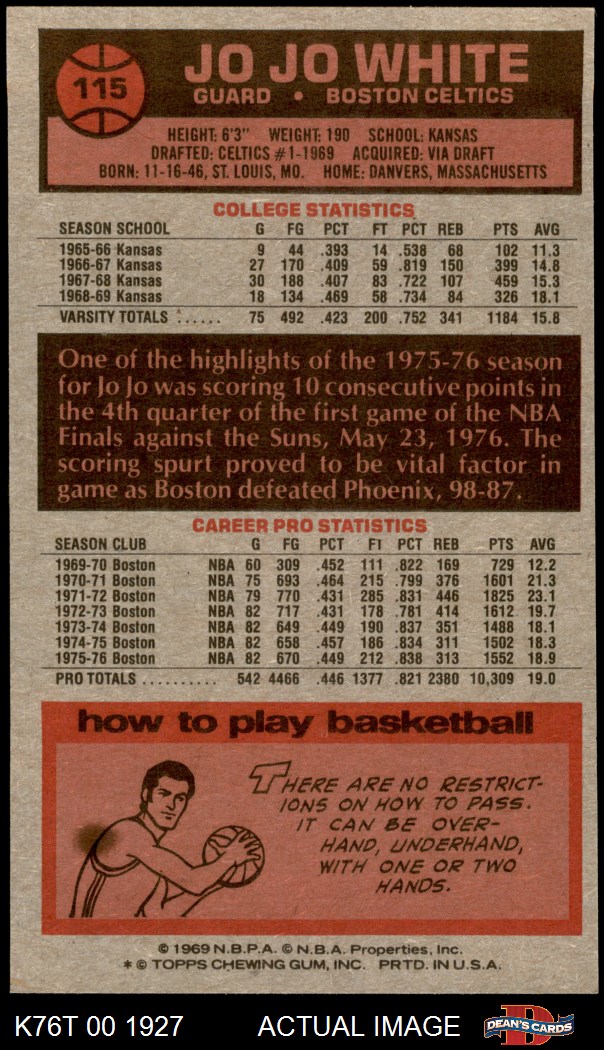 115
JO JO WHITE
GUARD • BOSTON CELTICS
HEIGHT: 6'3" WEIGHT: 190 SCHOOL: KANSAS
DRAFTED: CELTICS #1-1969 ACQUIRED: VIA DRAFT
BORN: 11-16-46, ST. LOUIS, MO. HOME: DANVERS, MASSACHUSETTS
COLLEGE STATISTICS
SEASON SCHOOL G FG PCT FT PCT REB PTS AVG
1965-66 Kansas 9 44 .393 14 .538 68 102 11.3
1966-67 Kansas 27 170 .409 59 .819 150 399 14.8
1967-68 Kansas 30 188 .407 83 .722 107 459 15.3
1968-69 Kansas 18 134 .469 58 .734 84 326 18.1
VARSITY TOTALS ...... 75 492 .423 200 .752 341 1184 15.8
One of the highlights of the 1975-76 season
for Jo Jo was scoring 10 consecutive points in
the 4th quarter of the first game of the NBA
Finals against the Suns, May 23, 1976. The
scoring spurt proved to be vital factor in
game as Boston defeated Phoenix, 98-87.
CAREER PRO STATISTICS
SEASON CLUB G FG PCT FT PCT REB PTS AVG
1969-70 Boston NBA 60 309 .452 111 .822 169 729 12.2
1970-71 Boston NBA 75 693 .464 215 .799 376 1601 21.3
1971-72 Boston NBA 79 770 .431 285 .831 446 1825 23.1
1972-73 Boston NBA 82 717 .431 178 .781 414 1612 19.7
1973-74 Boston NBA 82 649 .449 190 .837 351 1488 18.1
1974-75 Boston NBA 82 658 .457 186 .834 311 1502 18.3
1975-76 Boston NBA 82 670 .449 212 .838 313 1552 18.9
PRO TOTALS .......... 542 4466 .446 1377 .821 2380 10,309 19.0
how to play basketball
THERE ARE NO RESTRICT-
IONS ON HOW TO PASS.
IT CAN BE OVER-
HAND, UNDERHAND,
WITH ONE OR TWO
HANDS.
© 1969 N.B.P.A. © N.B.A. Properties, Inc.
* © TOPPS CHEWING GUM, INC. PRTD. IN U.S.A.
K76T 00 1927 ACTUAL IMAGE
D
DEAN'S CARDS